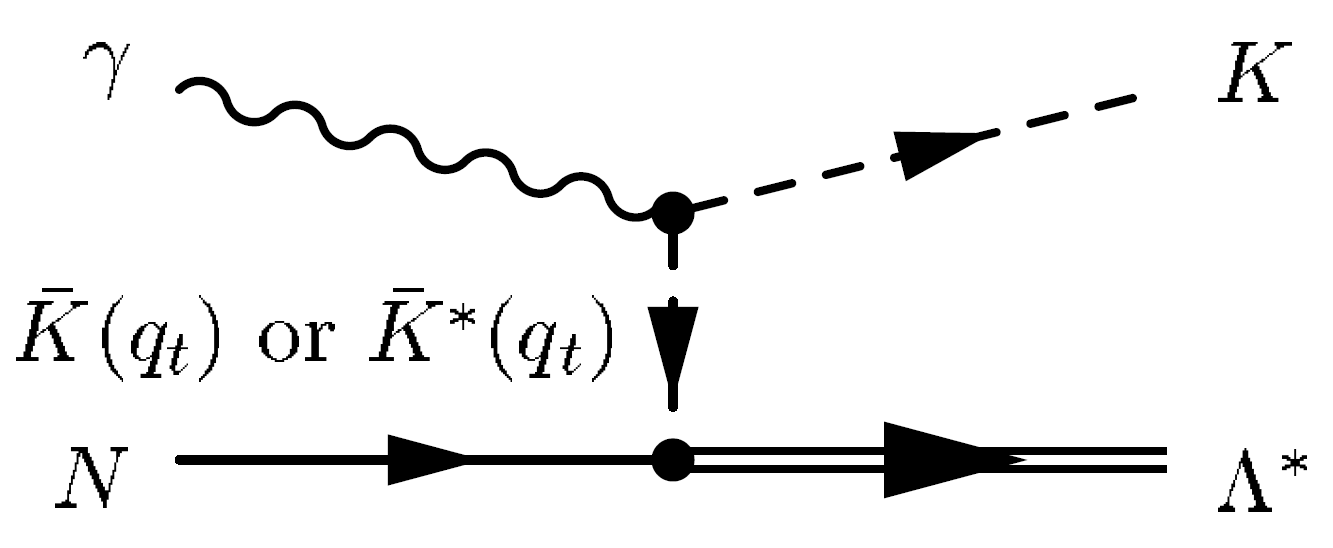 γ K
K̄(q_t) or K̄*(q_t)
N Λ*